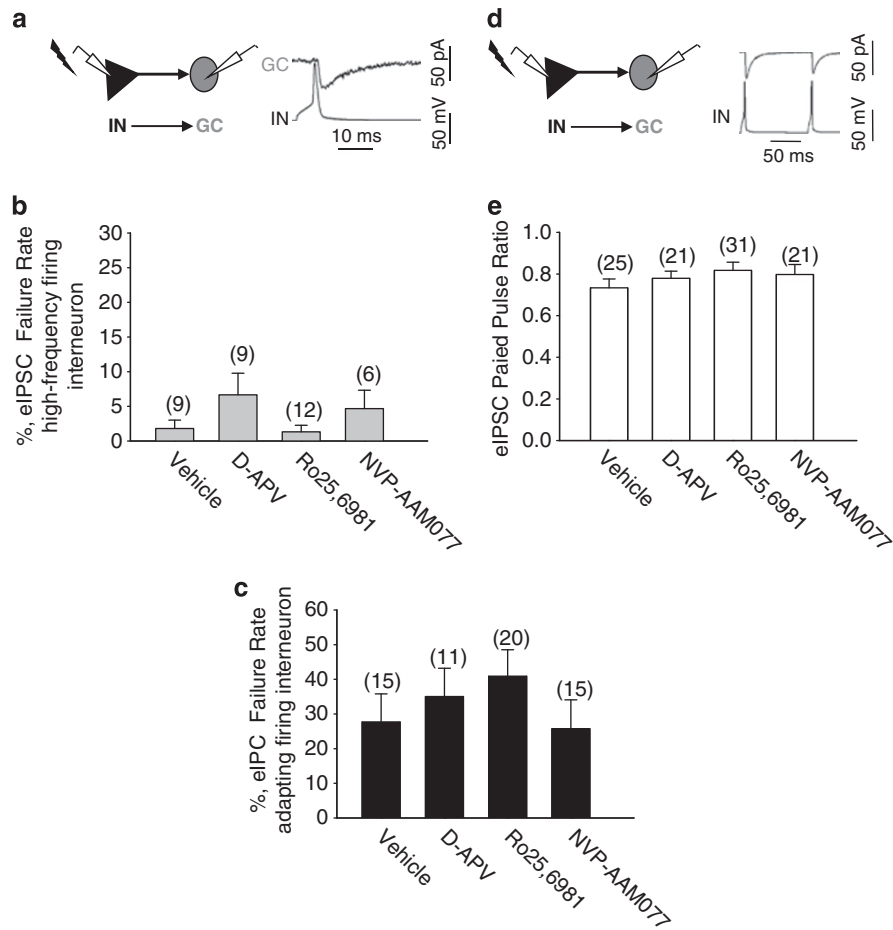 a
GC
IN
IN GC
10 ms
50 pA
50 mV
b
%, eIPSC Failure Rate
high-frequency firing
interneuron
30
25
20
15
10
5
0
(9)
(9)
(12)
(6)
Vehicle
D-APV
Ro25,6981
NVP-AAM077
c
%, eIPC Failure Rate
adapting firing interneuron
60
50
40
30
20
10
0
(15)
(11)
(20)
(15)
Vehicle
D-APV
Ro25,6981
NVP-AAM077
d
IN GC
IN
50 ms
50 pA
50 mV
e
eIPSC Paied Pulse Ratio
1.0
0.8
0.6
0.4
0.2
0.0
(25)
(21)
(31)
(21)
Vehicle
D-APV
Ro25,6981
NVP-AAM077